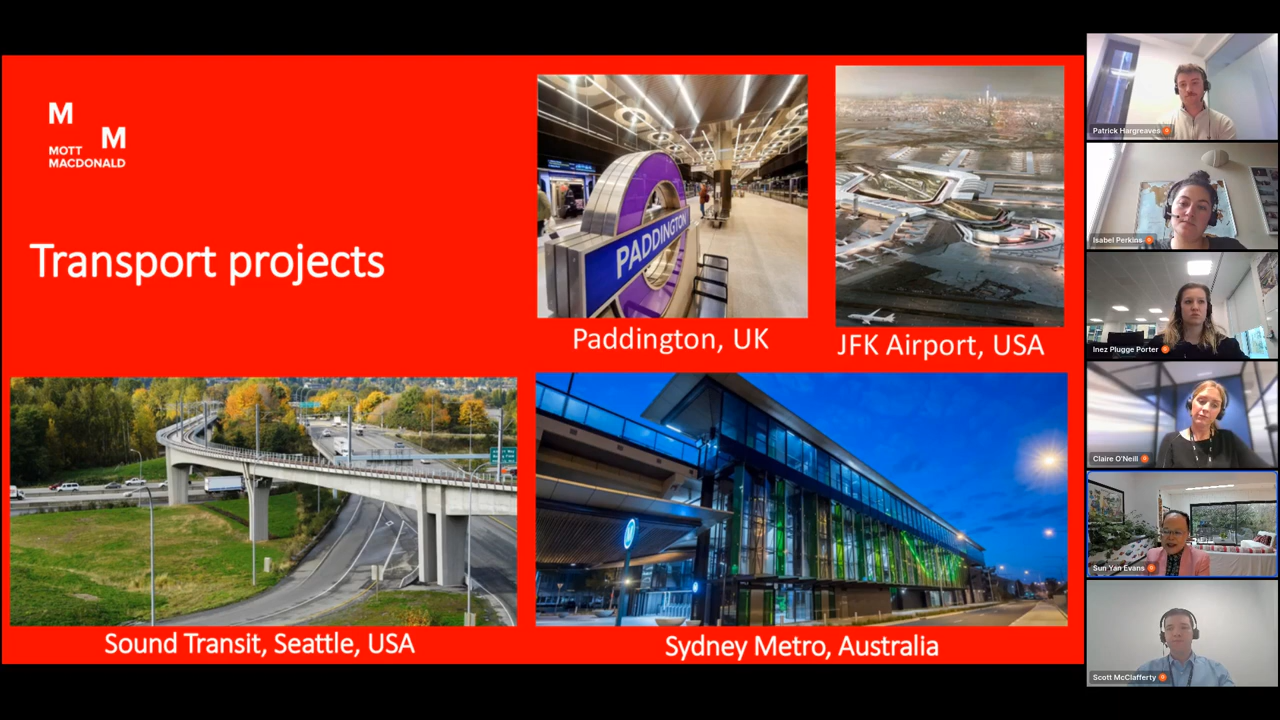 M
M
MOTT
MACDONALD
Transport projects
PADDINGTON
Paddington, UK
JFK Airport, USA
Sound Transit, Seattle, USA
Sydney Metro, Australia
Patrick Hargreaves
Isabel Perkins
Inez Plugge Porter
Claire O'Neill
Sun Yan Evans
Scott McClafferty